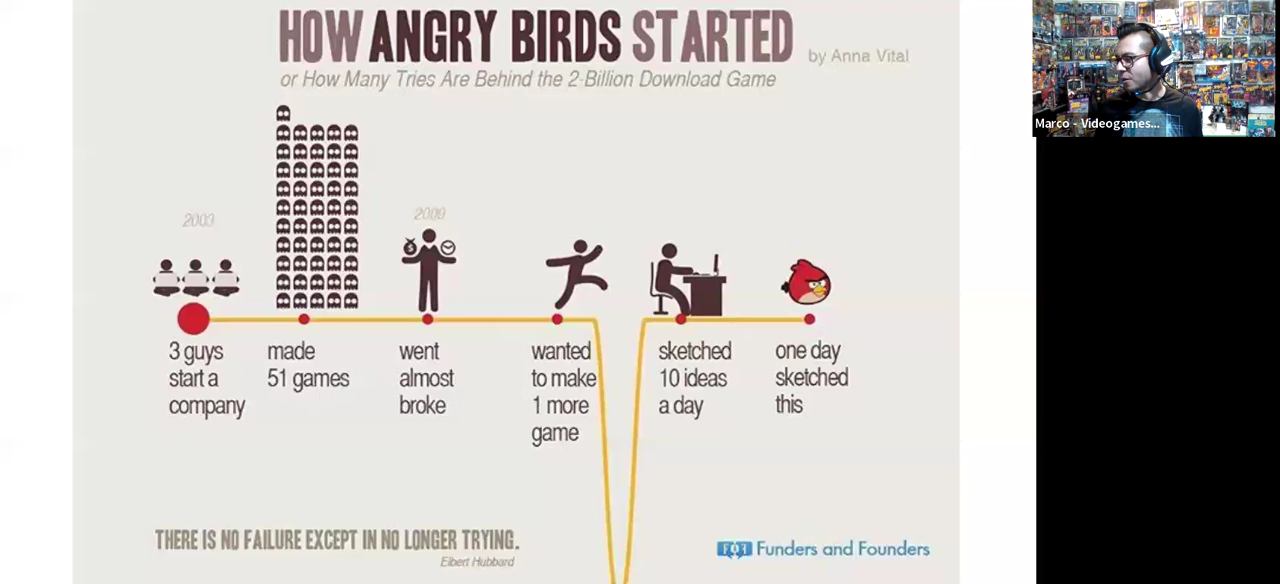 HOW ANGRY BIRDS STARTED
by Anna Vital
or How Many Tries Are Behind the 2-Billion Download Game
Marco - Videogames...
2003
2009
3 guys
start a
company
made
51 games
went
almost
broke
wanted
to make
1 more
game
sketched
10 ideas
a day
one day
sketched
this
THERE IS NO FAILURE EXCEPT IN NO LONGER TRYING.
Elbert Hubbard
Funders and Founders